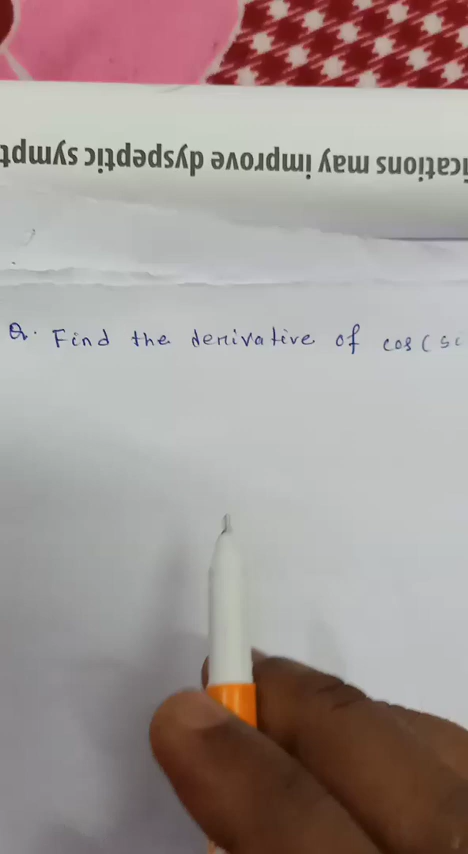 ications may improve dyspeptic sympt
Q. Find the derivative of cos(